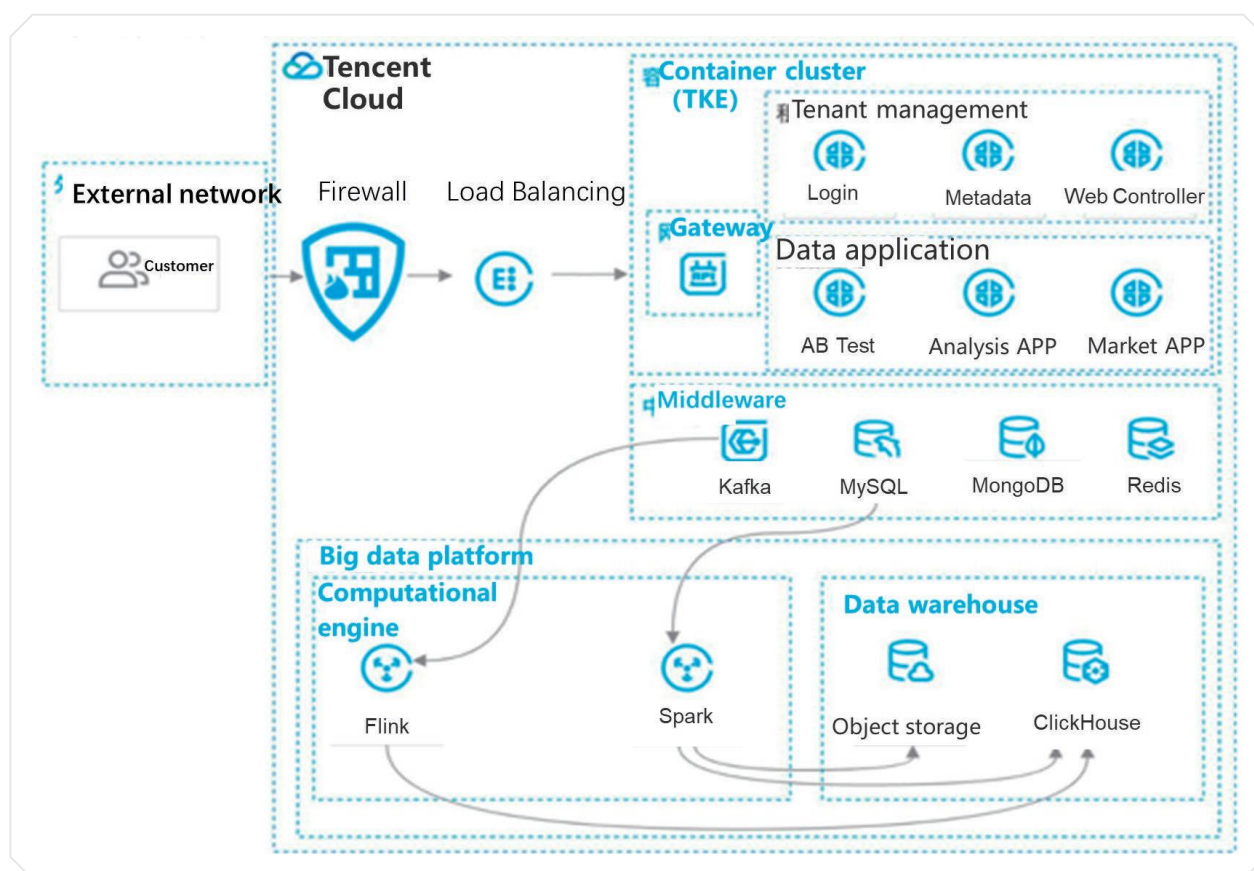 Tencent
Cloud
Container cluster
(TKE)
Tenant management
Login
Metadata
Web Controller
External network
Customer
Firewall
Load Balancing
Gateway
API
Data application
AB Test
Analysis APP
Market APP
Middleware
Kafka
MySQL
MongoDB
Redis
Big data platform
Computational
engine
Flink
Spark
Data warehouse
Object storage
ClickHouse